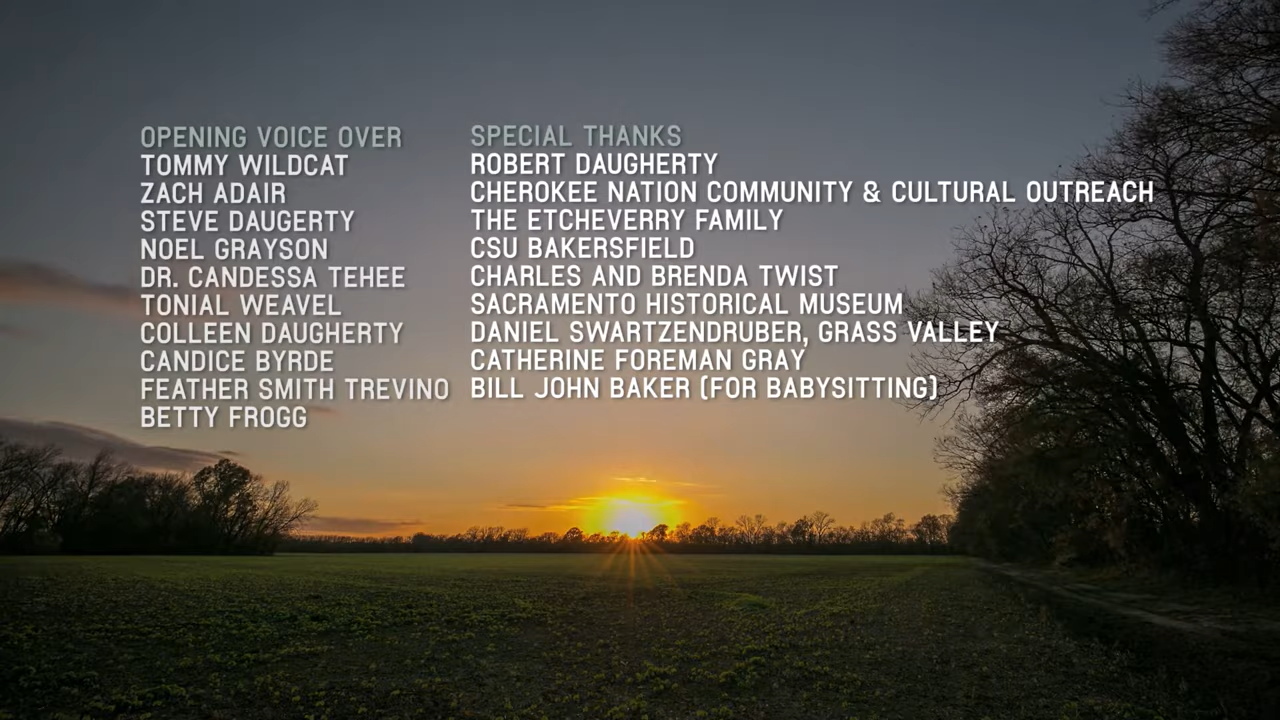 OPENING VOICE OVER
TOMMY WILDCAT
ZACH ADAIR
STEVE DAUGERTY
NOEL GRAYSON
DR. CANDESSA TEHEE
TONIAL WEAVEL
COLLEEN DAUGHERTY
CANDICE BYRDE
FEATHER SMITH TREVINO
BETTY FROGG
SPECIAL THANKS
ROBERT DAUGHERTY
CHEROKEE NATION COMMUNITY & CULTURAL OUTREACH
THE ETCHEVERRY FAMILY
CSU BAKERSFIELD
CHARLES AND BRENDA TWIST
SACRAMENTO HISTORICAL MUSEUM
DANIEL SWARTZENDRUBER, GRASS VALLEY
CATHERINE FOREMAN GRAY
BILL JOHN BAKER (FOR BABYSITTING)